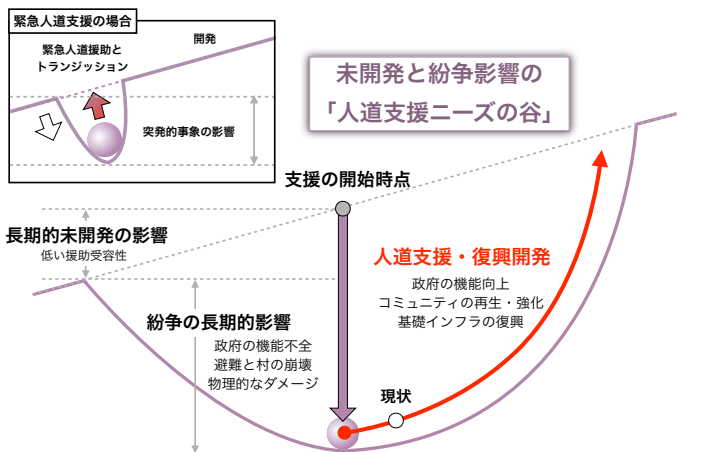 緊急人道支援の場合
開発
緊急人道援助と
トランジッション
突発的事象の影響
未開発と紛争影響の
「人道支援ニーズの谷」
支援の開始時点
長期的未開発の影響
低い援助受容性
人道支援・復興開発
政府の機能向上
コミュニティの再生・強化
基礎インフラの復興
紛争の長期的影響
政府の機能不全
避難と村の崩壊
物理的なダメージ
現状